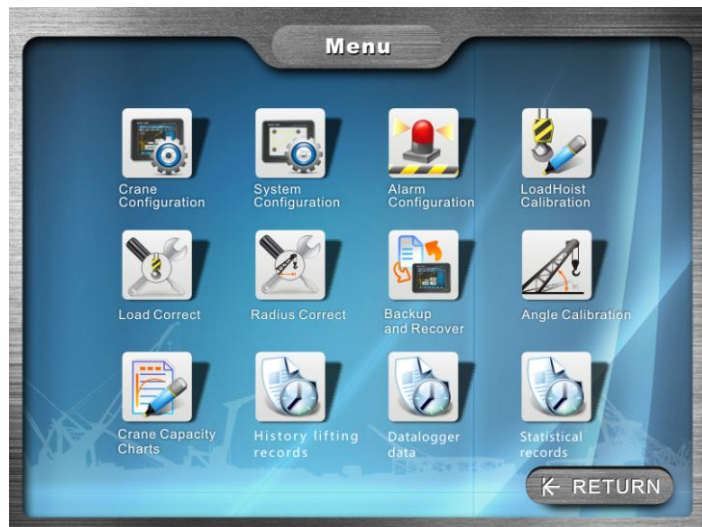 Menu
Crane
Configuration
System
Configuration
Alarm
Configuration
LoadHoist
Calibration
Load Correct
Radius Correct
Backup
and Recover
Angle Calibration
Crane Capacity
Charts
History lifting
records
Datalogger
data
Statistical
records
RETURN